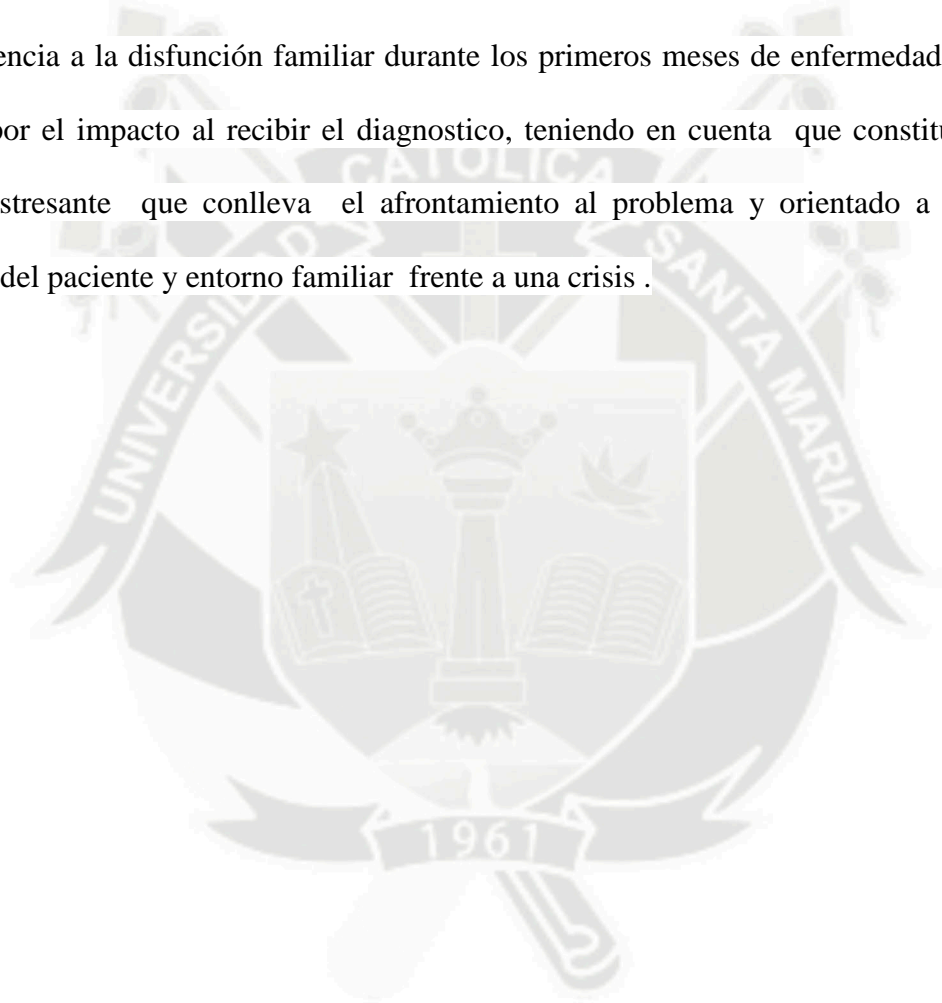 encia a la disfunción familiar durante los primeros meses de enfermedad
por el impacto al recibir el diagnostico, teniendo en cuenta que constitu
stresante que conlleva el afrontamiento al problema y orientado a
del paciente y entorno familiar frente a una crisis .
UNIVERSIDAD CATOLICA SANTA MARIA
1961